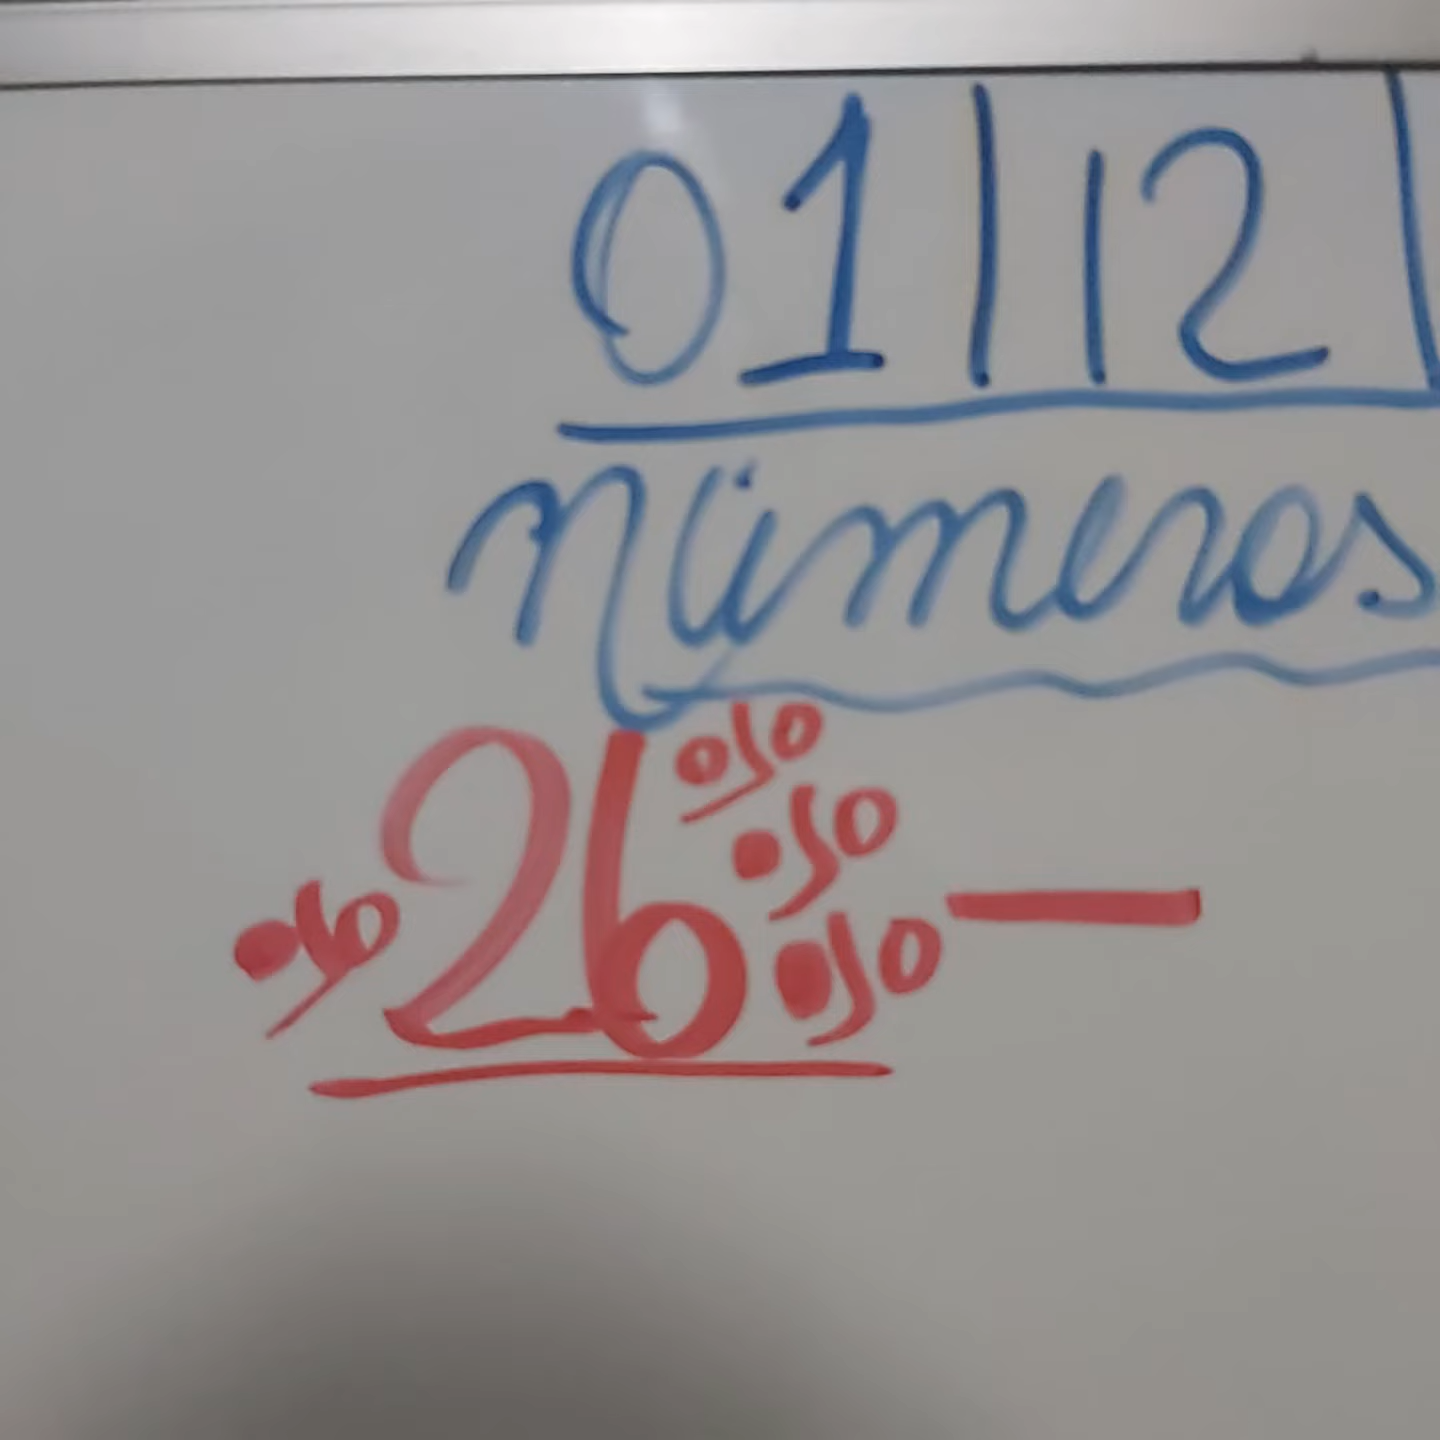 01|12|
números
% 26 % % % —